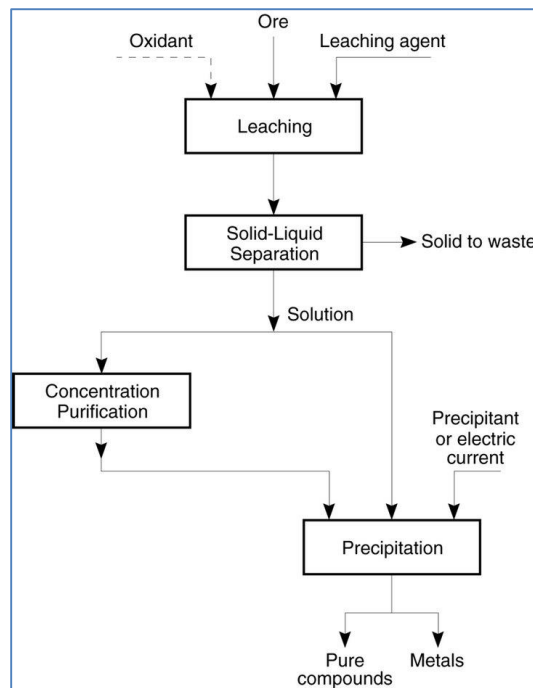 Ore
Oxidant
Leaching agent
Leaching
Solid-Liquid
Separation
Solid to waste
Solution
Concentration
Purification
Precipitant
or electric
current
Precipitation
Pure
compounds
Metals